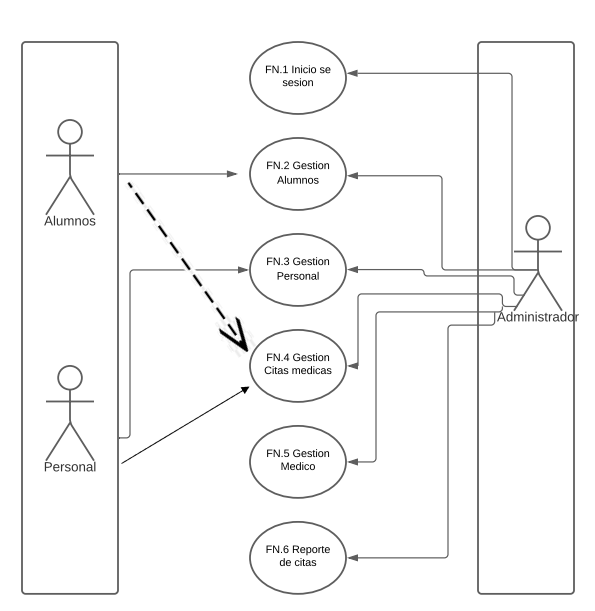 FN.1 Inicio se
sesion
FN.2 Gestion
Alumnos
Alumnos
FN.3 Gestion
Personal
Administrador
FN.4 Gestion
Citas medicas
Personal
FN.5 Gestion
Medico
FN.6 Reporte
de citas